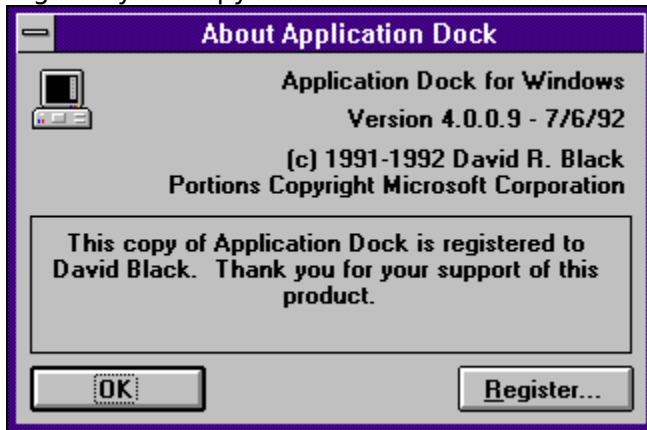 About Application Dock
Application Dock for Windows
Version 4.0.0.9 - 7/6/92
(c) 1991-1992 David R. Black
Portions Copyright Microsoft Corporation
This copy of Application Dock is registered to
David Black.  Thank you for your support of this
product.
OK
Register...